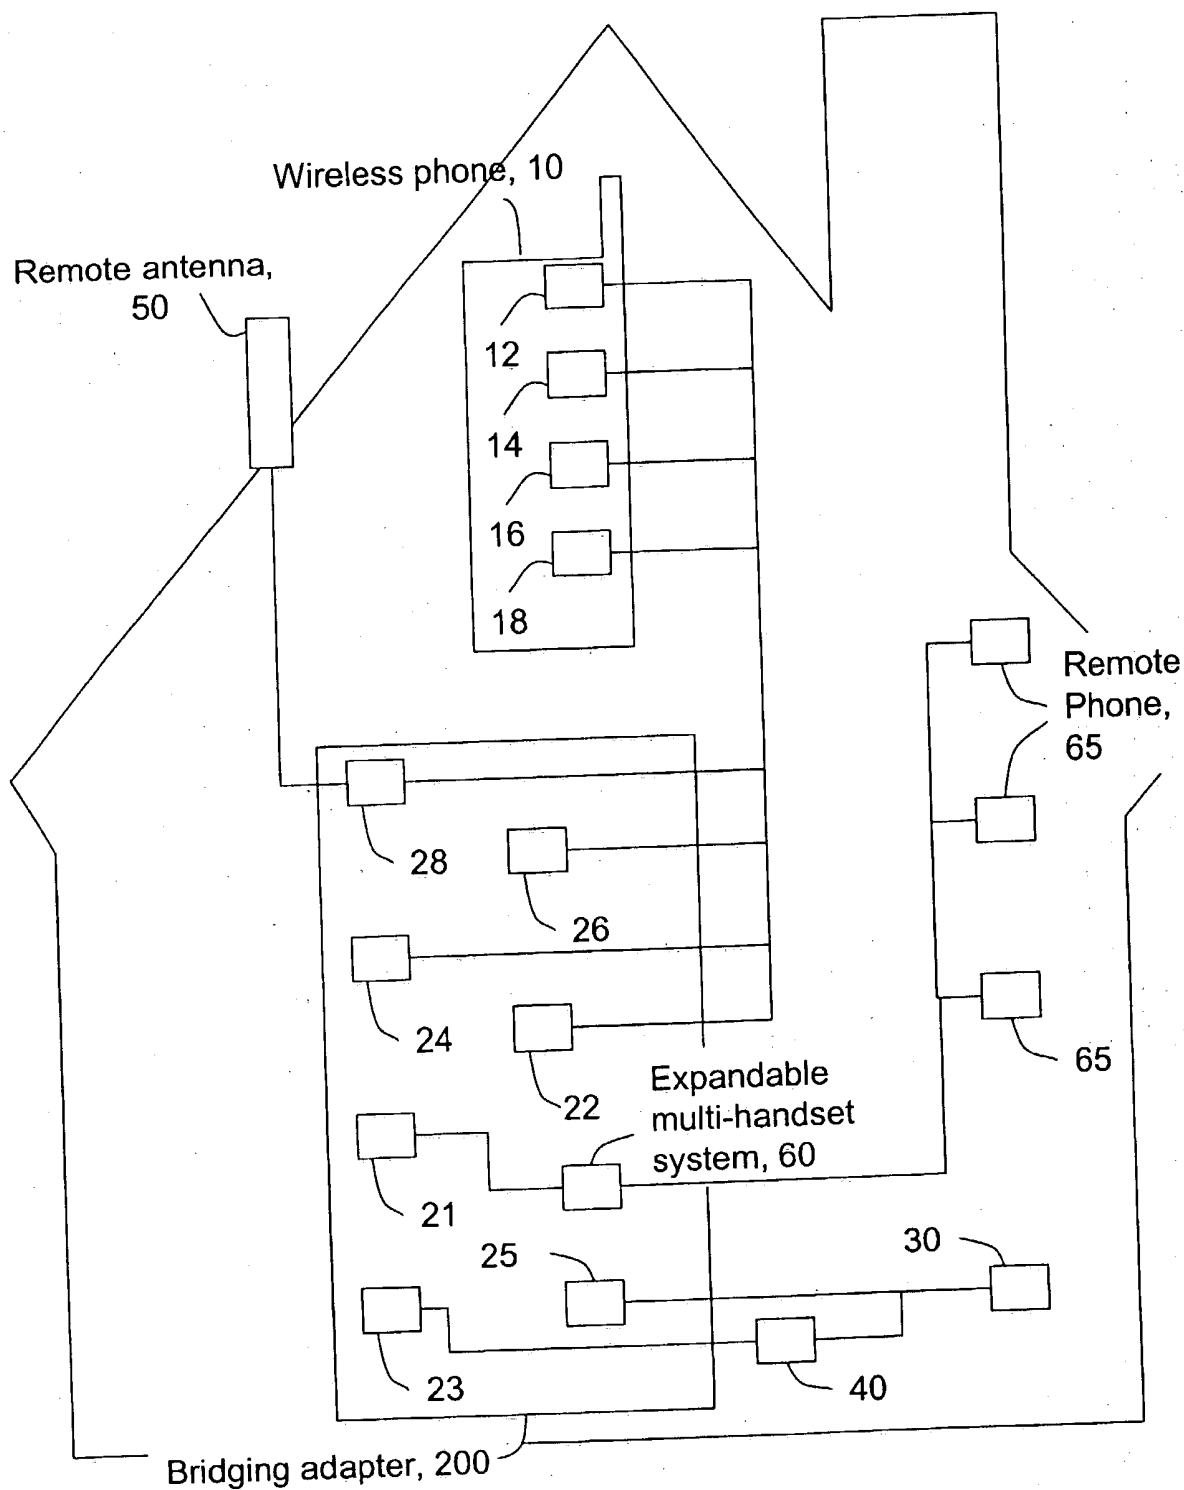 Wireless phone, 10
Remote antenna,
50
12
14
16
18
Remote
Phone,
65
28
26
24
22
65
Expandable
multi-handset
system, 60
21
25
30
23
40
Bridging adapter, 200